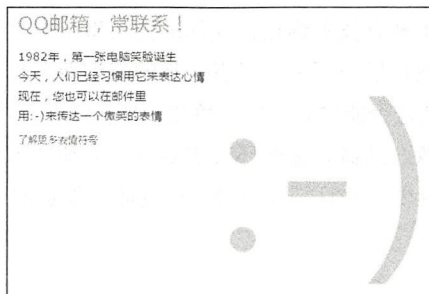 QQ邮箱，常联系！
1982年，第一张电脑笑脸诞生
今天，人们已经习惯用它来表达心情
现在，您也可以在邮件里
用:-)来传达一个微笑的表情
了解更多表情符号
:-)